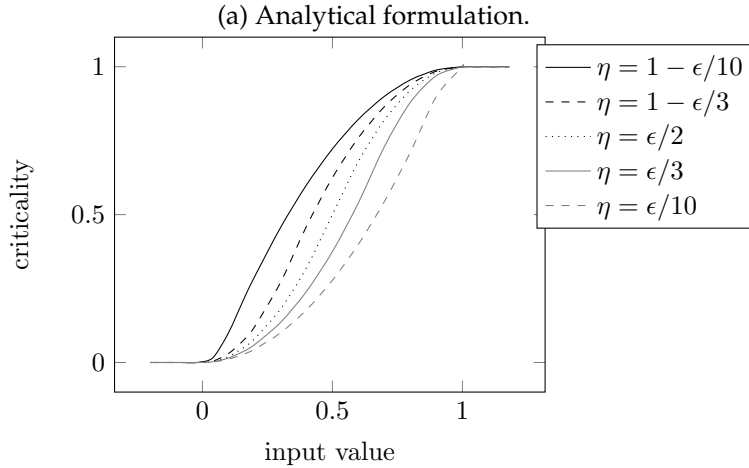 (a) Analytical formulation.
1
0.5
0
criticality
0 0.5 1
input value
η = 1 − ϵ/10
η = 1 − ϵ/3
η = ϵ/2
η = ϵ/3
η = ϵ/10